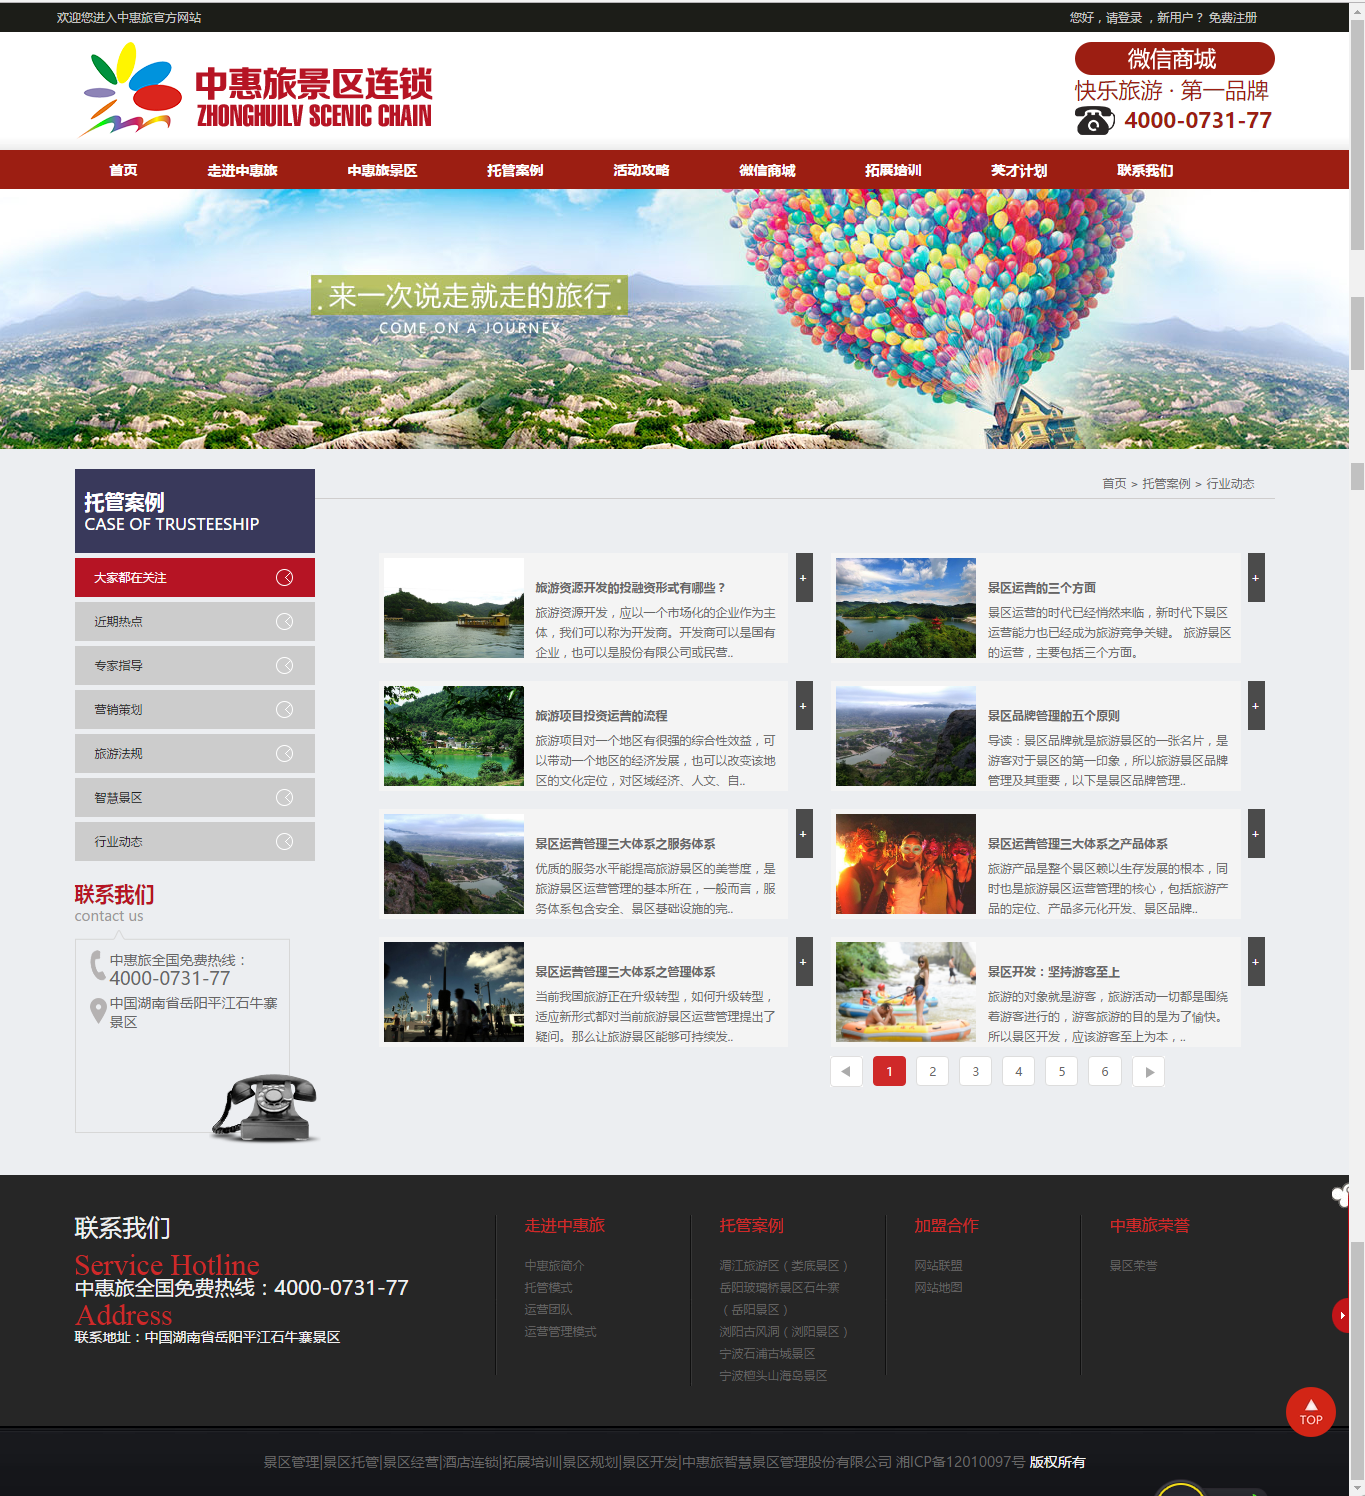 欢迎您进入中惠旅官方网站
您好，请登录 ，新用户？ 免费注册
中惠旅景区连锁
ZHONGHUILV SCENIC CHAIN
微信商城
快乐旅游 · 第一品牌
4000-0731-77
首页 走进中惠旅 中惠旅景区 托管案例 活动攻略 微信商城 拓展培训 英才计划 联系我们
来一次说走就走的旅行
COME ON A JOURNEY
托管案例
CASE OF TRUSTEESHIP
首页 > 托管案例 > 行业动态
大家都在关注
近期热点
专家指导
营销策划
旅游法规
智慧景区
行业动态
联系我们
contact us
中惠旅全国免费热线：
4000-0731-77
中国湖南省岳阳平江石牛寨
景区
旅游资源开发的投融资形式有哪些？
旅游资源开发，应以一个市场化的企业作为主
体，我们可以称为开发商。开发商可以是国有
企业，也可以是股份有限公司或民营..
+
景区运营的三个方面
景区运营的时代已经悄然来临，新时代下景区
运营能力也已经成为旅游竞争关键。 旅游景区
的运营，主要包括三个方面。
+
旅游项目投资运营的流程
旅游项目对一个地区有很强的综合性效益，可
以带动一个地区的经济发展，也可以改变该地
区的文化定位，对区域经济、人文、自..
+
景区品牌管理的五个原则
导读：景区品牌就是旅游景区的一张名片，是
游客对于景区的第一印象，所以旅游景区品牌
管理及其重要，以下是景区品牌管理..
+
景区运营管理三大体系之服务体系
优质的服务水平能提高旅游景区的美誉度，是
旅游景区运营管理的基本所在，一般而言，服
务体系包含安全、景区基础设施的完..
+
景区运营管理三大体系之产品体系
旅游产品是整个景区赖以生存发展的根本，同
时也是旅游景区运营管理的核心，包括旅游产
品的定位、产品多元化开发、景区品牌..
+
景区运营管理三大体系之管理体系
当前我国旅游正在升级转型，如何升级转型，
适应新形式都对当前旅游景区运营管理提出了
疑问。那么让旅游景区能够可持续发..
+
景区开发：坚持游客至上
旅游的对象就是游客，旅游活动一切都是围绕
着游客进行的，游客旅游的目的是为了愉快。
所以景区开发，应该游客至上为本，..
+
1 2 3 4 5 6
联系我们
Service Hotline
中惠旅全国免费热线：4000-0731-77
Address
联系地址：中国湖南省岳阳平江石牛寨景区
走进中惠旅
中惠旅简介
托管模式
运营团队
运营管理模式
托管案例
湄江旅游区（娄底景区）
岳阳玻璃桥景区石牛寨
（岳阳景区）
浏阳古风洞（浏阳景区）
宁波石浦古城景区
宁波檀头山海岛景区
加盟合作
网站联盟
网站地图
中惠旅荣誉
景区荣誉
TOP
景区管理|景区托管|景区经营|酒店连锁|拓展培训|景区规划|景区开发|中惠旅智慧景区管理股份有限公司 湘ICP备12010097号 版权所有